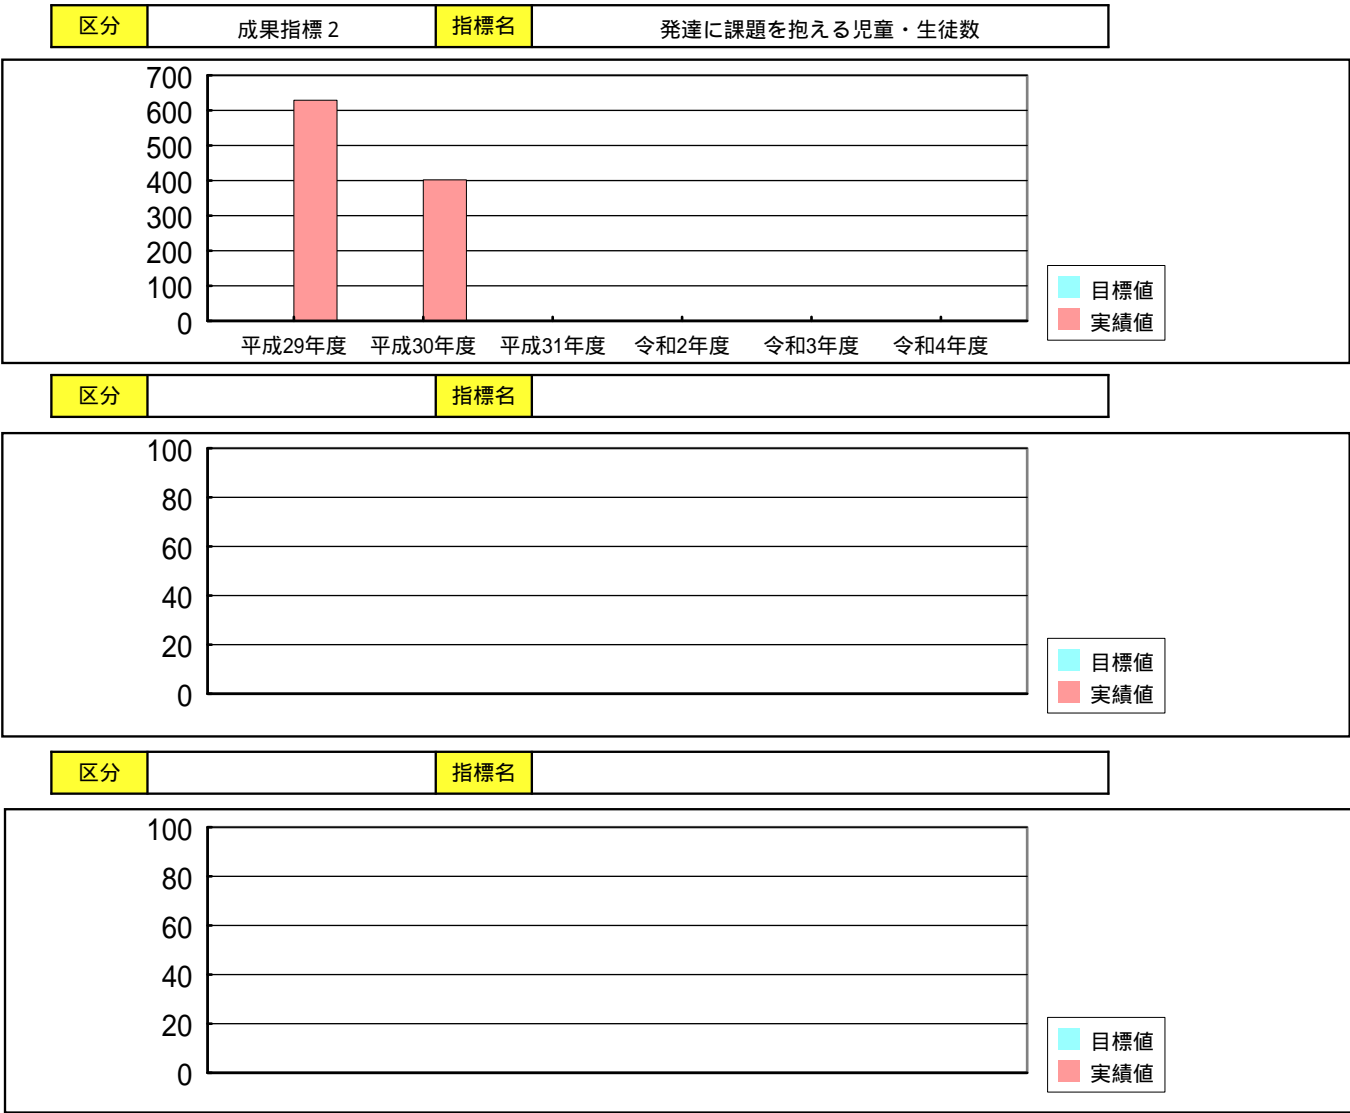 区分 成果指標２ 指標名 発達に課題を抱える児童・生徒数
700
600
500
400
300
200
100
0
平成29年度 平成30年度 平成31年度 令和2年度 令和3年度 令和4年度
目標値
実績値
区分 指標名
100
80
60
40
20
0
目標値
実績値
区分 指標名
100
80
60
40
20
0
目標値
実績値